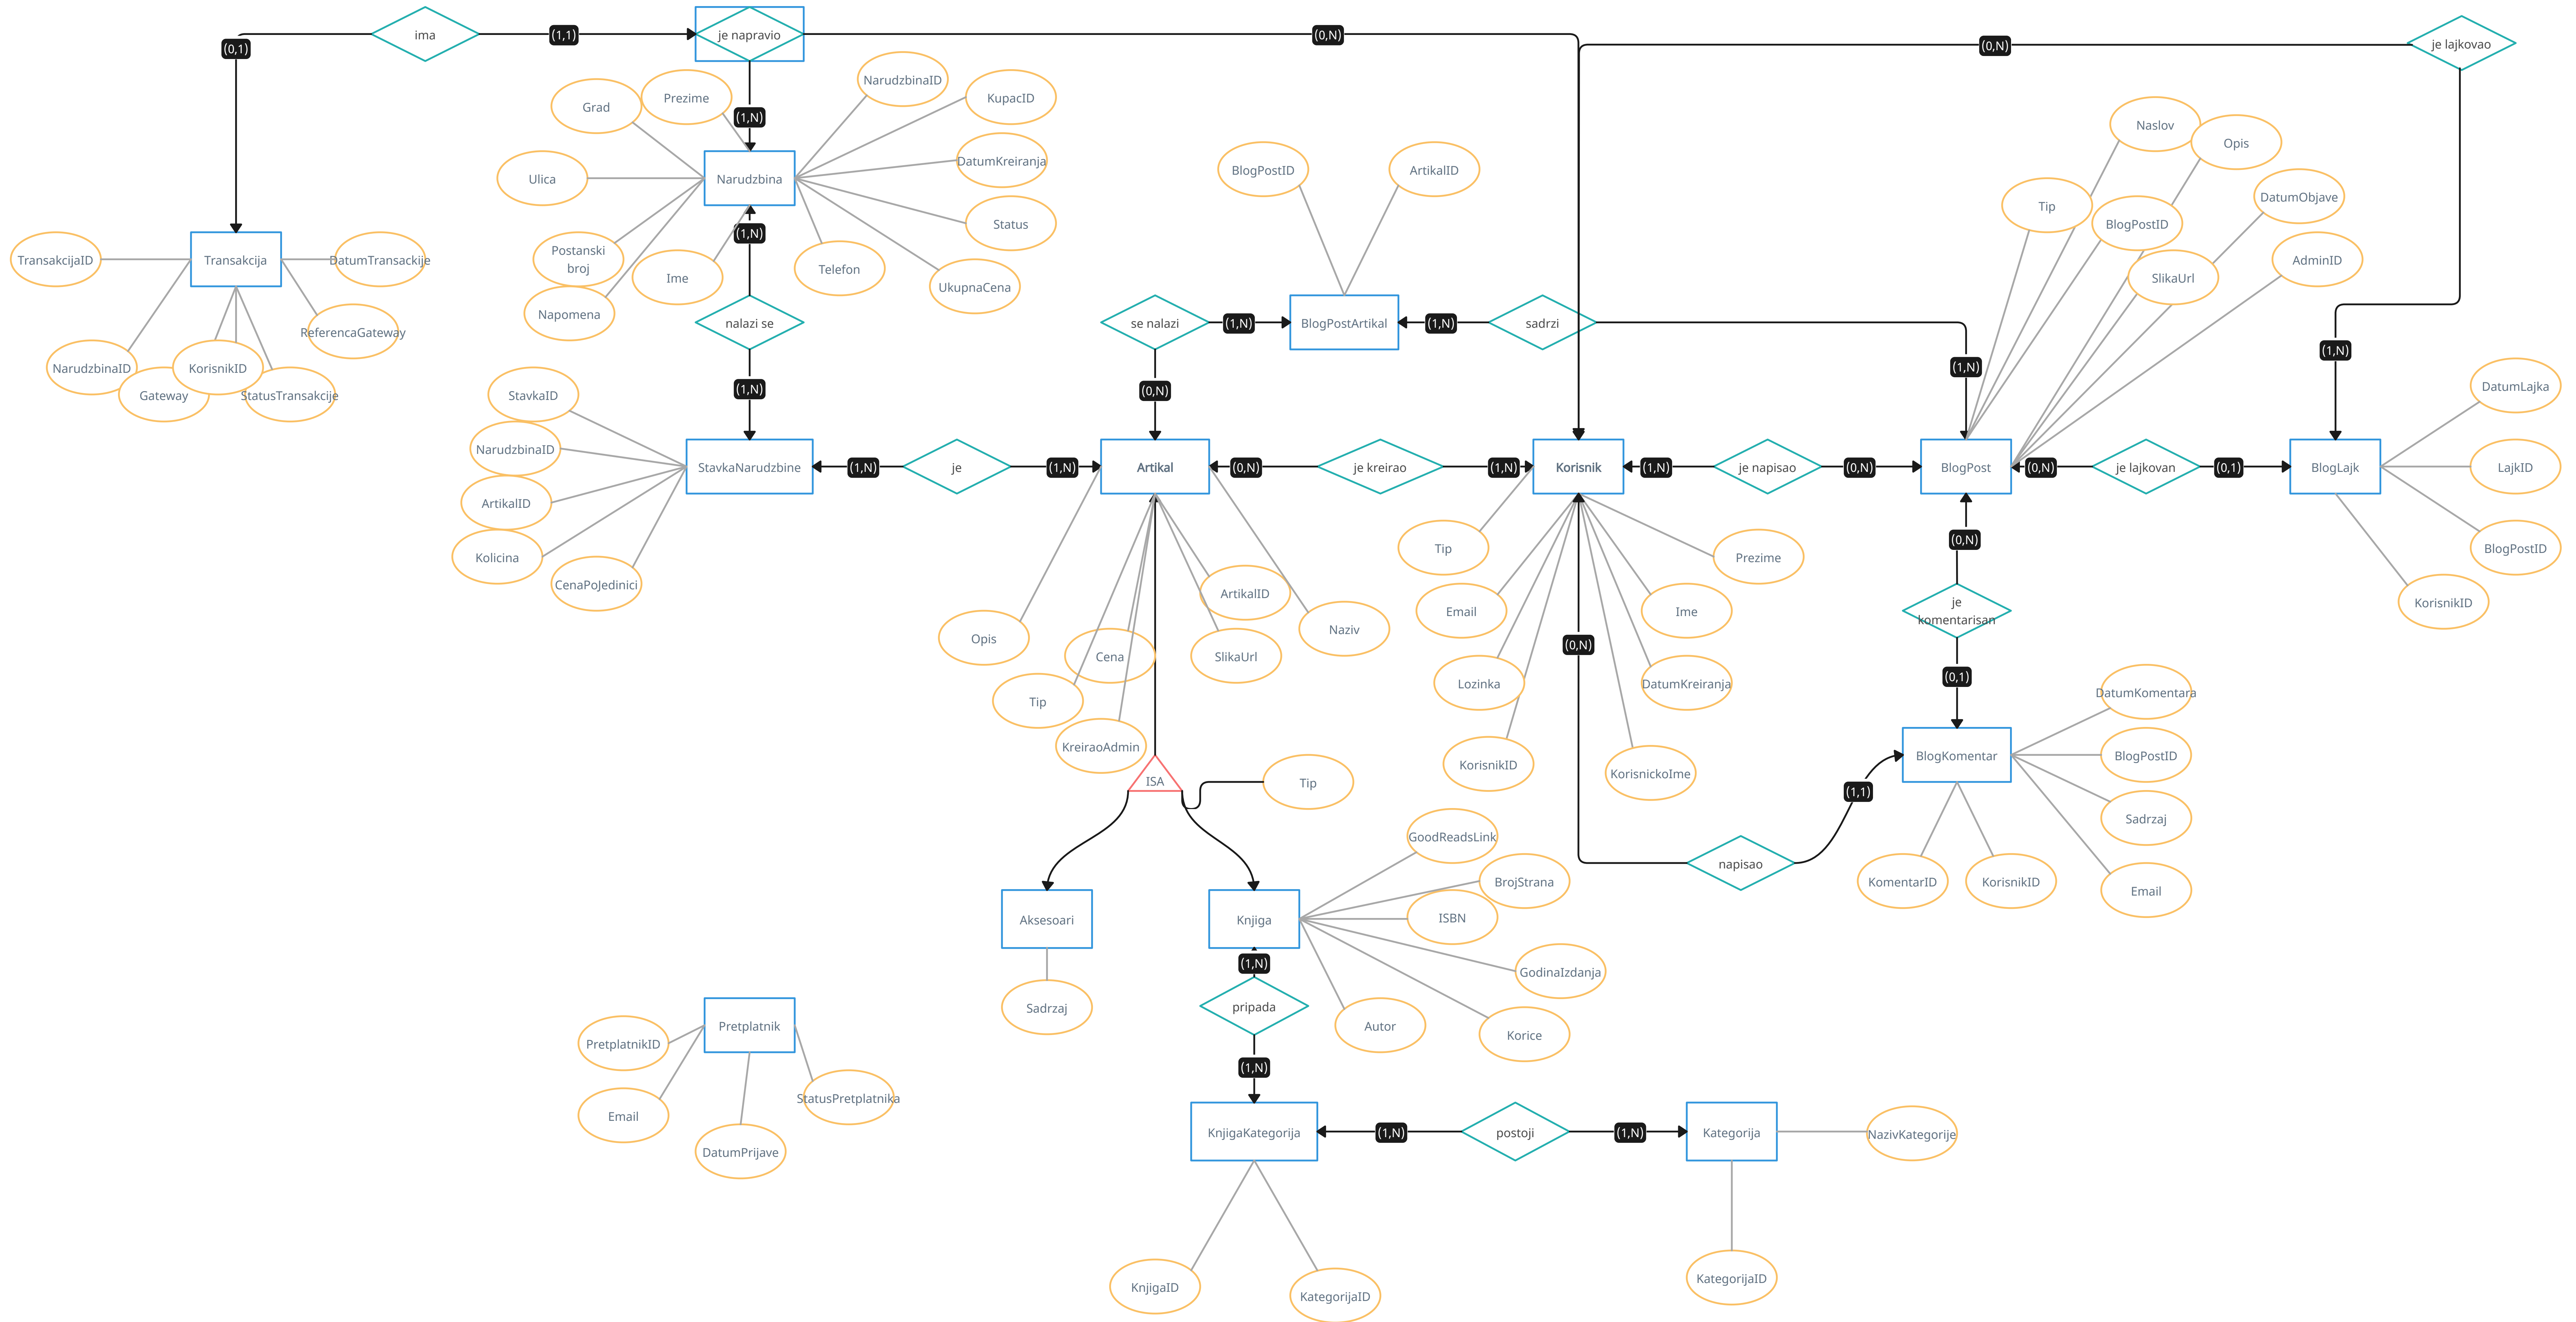 ima
(1,1)
je napravio
(0,N)
(0,N)
je lajkovao
(0,1)
Grad
Prezime
NarudzbinaID
KupacID
(1,N)
Ulica
Narudzbina
DatumKreiranja
Status
Postanski
broj
Ime
(1,N)
Telefon
UkupnaCena
Napomena
TransakcijaID
Transakcija
DatumTransackije
ReferencaGateway
NarudzbinaID
Gateway
KorisnikID
StatusTransakcije
nalazi se
(1,N)
BlogPostID
ArtikalID
se nalazi
(1,N)
BlogPostArtikal
(1,N)
sadrzi
(0,N)
(1,N)
Naslov
Opis
Tip
BlogPostID
DatumObjave
SlikaUrl
AdminID
(1,N)
StavkaID
NarudzbinaID
ArtikalID
Kolicina
CenaPoJedinici
StavkaNarudzbine
(1,N)
je
(1,N)
Artikal
(0,N)
je kreirao
(1,N)
Korisnik
(1,N)
je napisao
(0,N)
BlogPost
(0,N)
je lajkovan
(0,1)
BlogLajk
DatumLajka
LajkID
BlogPostID
KorisnikID
Opis
Cena
Tip
KreiraoAdmin
ArtikalID
SlikaUrl
Naziv
Tip
Email
Lozinka
KorisnikID
(0,N)
KorisnickoIme
DatumKreiranja
Ime
Prezime
(0,N)
je
komentarisan
(0,1)
BlogKomentar
DatumKomentara
BlogPostID
Sadrzaj
Email
KomentarID
KorisnikID
(1,1)
napisao
ISA
Tip
Aksesoari
Sadrzaj
Knjiga
GoodReadsLink
BrojStrana
ISBN
GodinaIzdanja
Korice
Autor
(1,N)
pripada
(1,N)
PretplatnikID
Pretplatnik
Email
DatumPrijave
StatusPretplatnika
KnjigaKategorija
(1,N)
postoji
(1,N)
Kategorija
NazivKategorije
KnjigaID
KategorijaID
KategorijaID